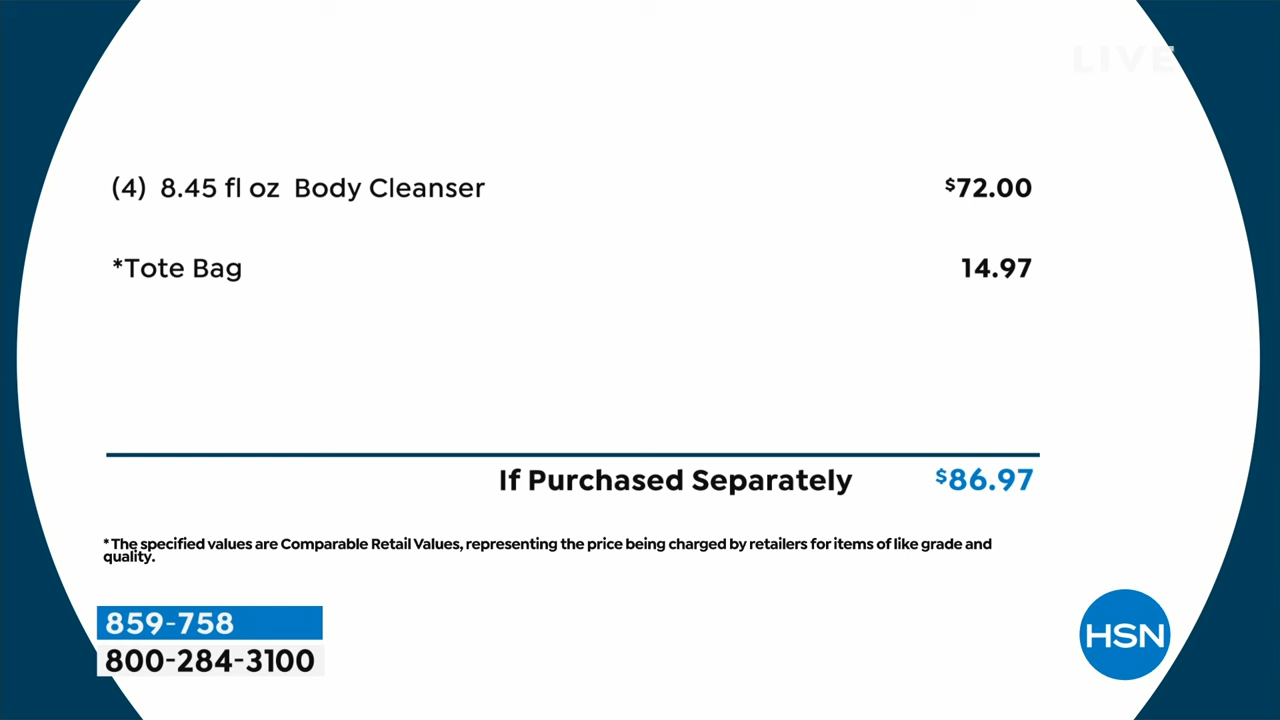 LIVE
(4) 8.45 fl oz Body Cleanser $72.00
*Tote Bag 14.97
If Purchased Separately $86.97
*The specified values are Comparable Retail Values, representing the price being charged by retailers for items of like grade and
quality.
859-758
800-284-3100
HSN